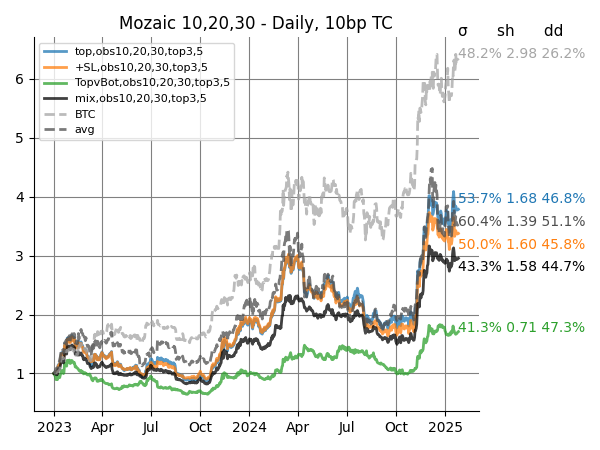 Mozaic 10,20,30 - Daily, 10bp TC
σ sh dd
top,obs10,20,30,top3,5
+SL,obs10,20,30,top3,5
TopvBot,obs10,20,30,top3,5
mix,obs10,20,30,top3,5
BTC
avg
48.2% 2.98 26.2%
53.7% 1.68 46.8%
60.4% 1.39 51.1%
50.0% 1.60 45.8%
43.3% 1.58 44.7%
41.3% 0.71 47.3%
6
5
4
3
2
1
2023 Apr Jul Oct 2024 Apr Jul Oct 2025